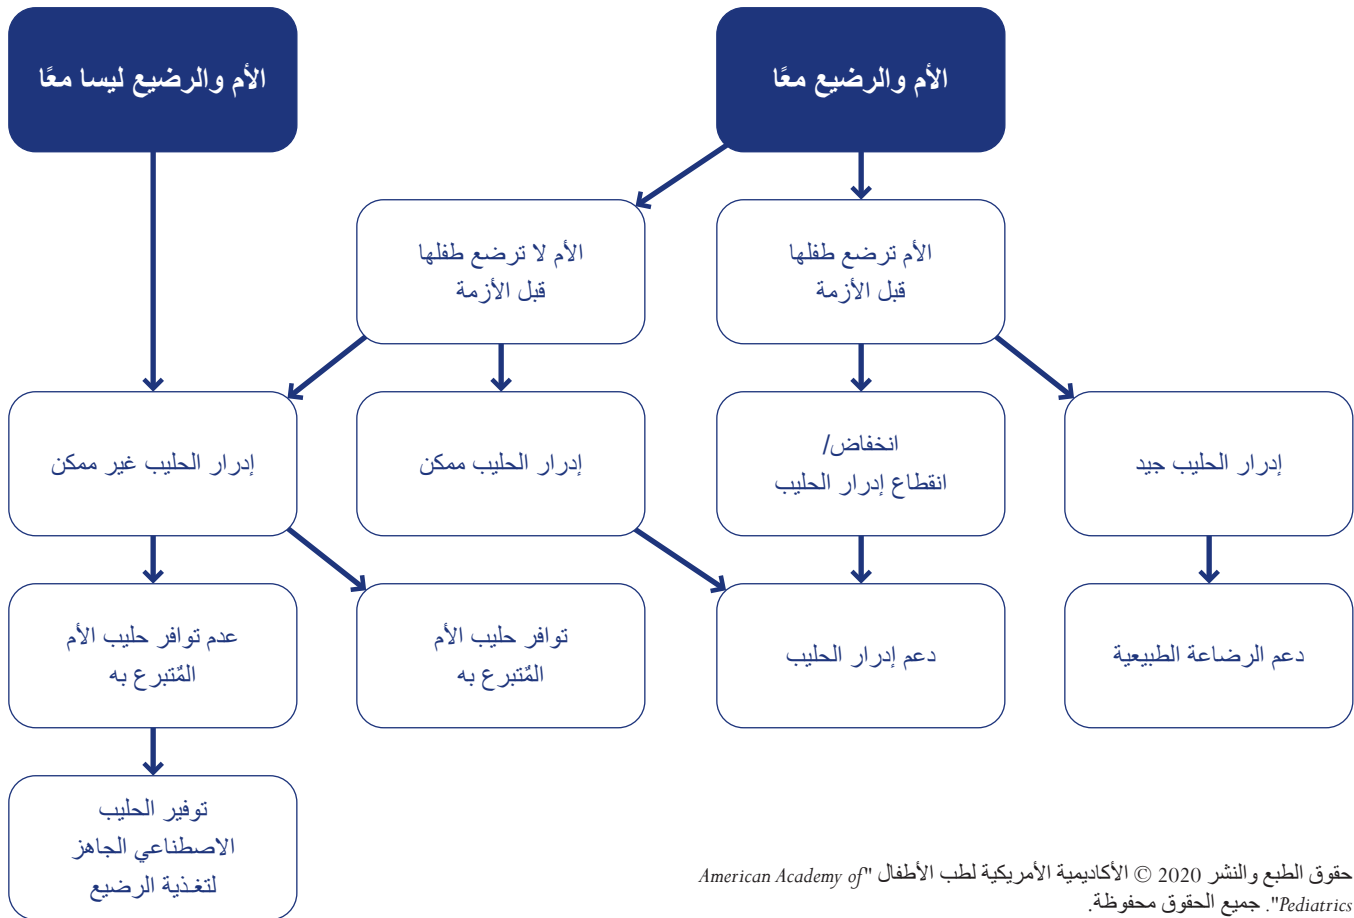 الأم والرضيع معًا
الأم والرضيع ليسا معًا
الأم ترضع طفلها
قبل الأزمة
الأم لا ترضع طفلها
قبل الأزمة
إدرار الحليب جيد
انخفاض/
انقطاع إدرار الحليب
إدرار الحليب ممكن
إدرار الحليب غير ممكن
دعم الرضاعة الطبيعية
دعم إدرار الحليب
توافر حليب الأم
المُتبرع به
عدم توافر حليب الأم
المُتبرع به
توفير الحليب
الاصطناعي الجاهز
لتغذية الرضيع
حقوق الطبع والنشر 2020 © الأكاديمية الأمريكية لطب الأطفال "American Academy of
Pediatrics". جميع الحقوق محفوظة.